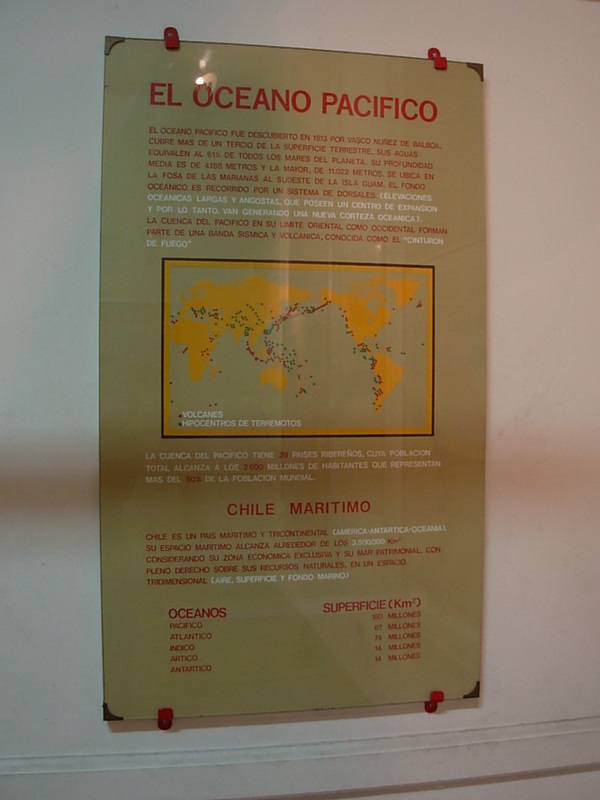 EL OCEANO PACIFICO
EL OCEANO PACIFICO FUE DESCUBIERTO EN 1813 POR VASCO NUÑEZ DE BALBOA,
CUBRE MAS DE UN TERCIO DE LA SUPERFICIE TERRESTRE. SUS AGUAS
EQUIVALEN AL 61% DE TODOS LOS MARES DEL PLANETA. SU PROFUNDIDAD
MEDIA ES DE 4.188 METROS Y LA MAYOR, DE 11.022 METROS, SE UBICA EN
LA FOSA DE LAS MARIANAS AL SUDESTE DE LA ISLA GUAM. EL FONDO
OCEANICO ES RECORRIDO POR UN SISTEMA DE DORSALES. (ELEVACIONES
OCEANICAS LARGAS Y ANGOSTAS, QUE POSEEN UN CENTRO DE EXPANSION
Y POR LO TANTO, VAN GENERANDO UNA NUEVA CORTEZA OCEANICA).
LA CUENCA DEL PACIFICO EN SU LIMITE ORIENTAL COMO OCCIDENTAL FORMAN
PARTE DE UNA BANDA SISMICA Y VOLCANICA, CONOCIDA COMO EL "CINTURON
DE FUEGO"
VOLCANES
HIPOCENTROS DE TERREMOTOS
LA CUENCA DEL PACIFICO TIENE 29 PAISES RIBEREÑOS, CUYA POBLACION
TOTAL ALCANZA A LOS 2.600 MILLONES DE HABITANTES QUE REPRESENTAN
MAS DEL 50% DE LA POBLACION MUNDIAL.
CHILE MARITIMO
CHILE ES UN PAIS MARITIMO Y TRICONTINENTAL (AMERICA-ANTARTICA-OCEANIA).
SU ESPACIO MARITIMO ALCANZA ALREDEDOR DE LOS 3.500.000 Km²
CONSIDERANDO SU ZONA ECONOMICA EXCLUSIVA Y SU MAR PATRIMONIAL, CON
PLENO DERECHO SOBRE SUS RECURSOS NATURALES, EN UN ESPACIO
TRIDIMENSIONAL (AIRE, SUPERFICIE Y FONDO MARINO)
OCEANOS SUPERFICIE (Km²)
PACIFICO 180 MILLONES
ATLANTICO 87 MILLONES
INDICO 74 MILLONES
ARTICO 14 MILLONES
ANTARTICO 14 MILLONES